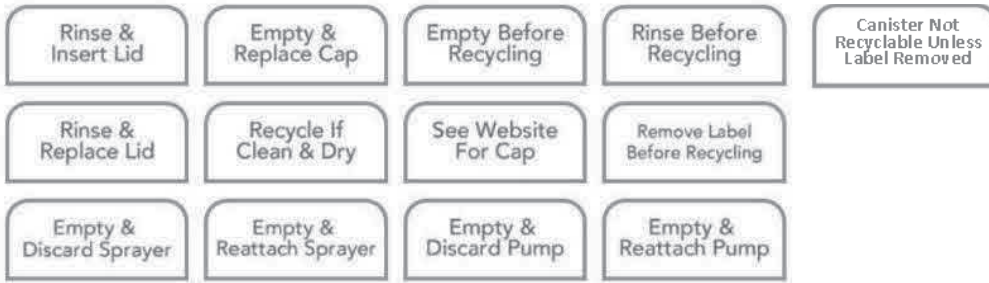 Rinse &
Insert Lid
Empty &
Replace Cap
Empty Before
Recycling
Rinse Before
Recycling
Canister Not
Recyclable Unless
Label Removed
Rinse &
Replace Lid
Recycle If
Clean & Dry
See Website
For Cap
Remove Label
Before Recycling
Empty &
Discard Sprayer
Empty &
Reattach Sprayer
Empty &
Discard Pump
Empty &
Reattach Pump